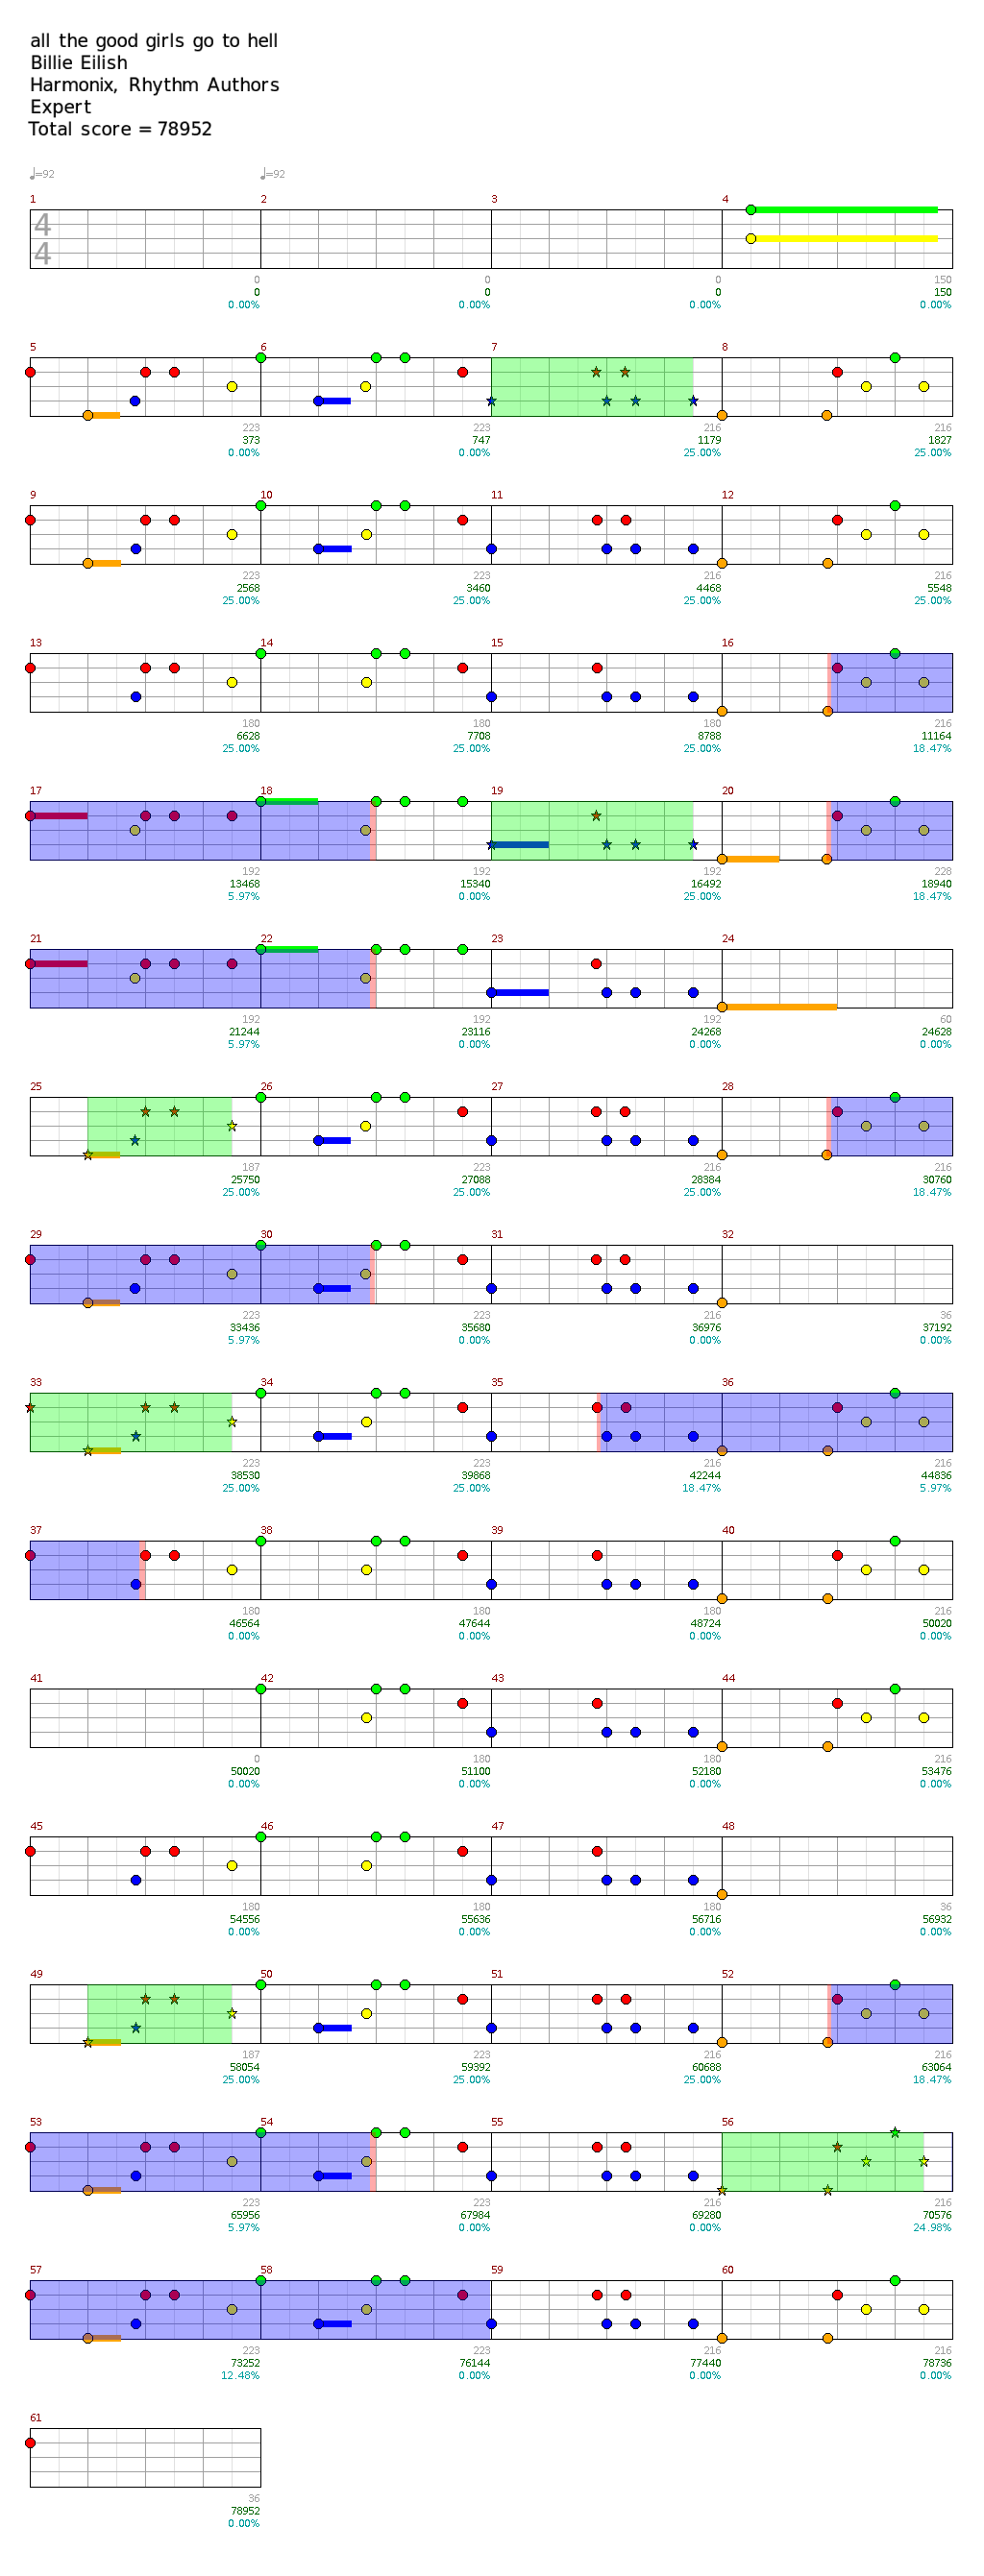 all the good girls go to hell
Billie Eilish
Harmonix, Rhythm Authors
Expert
Total score = 78952
♩=92 ♩=92
1 2 3 4
4
4
0 0 0 150
0 0 0 150
0.00% 0.00% 0.00% 0.00%
5 6 7 8
223 223 216 216
373 747 1179 1827
0.00% 0.00% 25.00% 25.00%
9 10 11 12
223 223 216 216
2568 3460 4468 5548
25.00% 25.00% 25.00% 25.00%
13 14 15 16
180 180 180 216
6628 7708 8788 11164
25.00% 25.00% 25.00% 18.47%
17 18 19 20
192 192 192 228
13468 15340 16492 18940
5.97% 0.00% 25.00% 18.47%
21 22 23 24
192 192 192 60
21244 23116 24268 24628
5.97% 0.00% 0.00% 0.00%
25 26 27 28
187 223 216 216
25750 27088 28384 30760
25.00% 25.00% 25.00% 18.47%
29 30 31 32
223 223 216 36
33436 35680 36976 37192
5.97% 0.00% 0.00% 0.00%
33 34 35 36
223 223 216 216
38530 39868 42244 44836
25.00% 25.00% 18.47% 5.97%
37 38 39 40
180 180 180 216
46564 47644 48724 50020
0.00% 0.00% 0.00% 0.00%
41 42 43 44
0 180 180 216
50020 51100 52180 53476
0.00% 0.00% 0.00% 0.00%
45 46 47 48
180 180 180 36
54556 55636 56716 56932
0.00% 0.00% 0.00% 0.00%
49 50 51 52
187 223 216 216
58054 59392 60688 63064
25.00% 25.00% 25.00% 18.47%
53 54 55 56
223 223 216 216
65956 67984 69280 70576
5.97% 0.00% 0.00% 24.98%
57 58 59 60
223 223 216 216
73252 76144 77440 78736
12.48% 0.00% 0.00% 0.00%
61
36
78952
0.00%